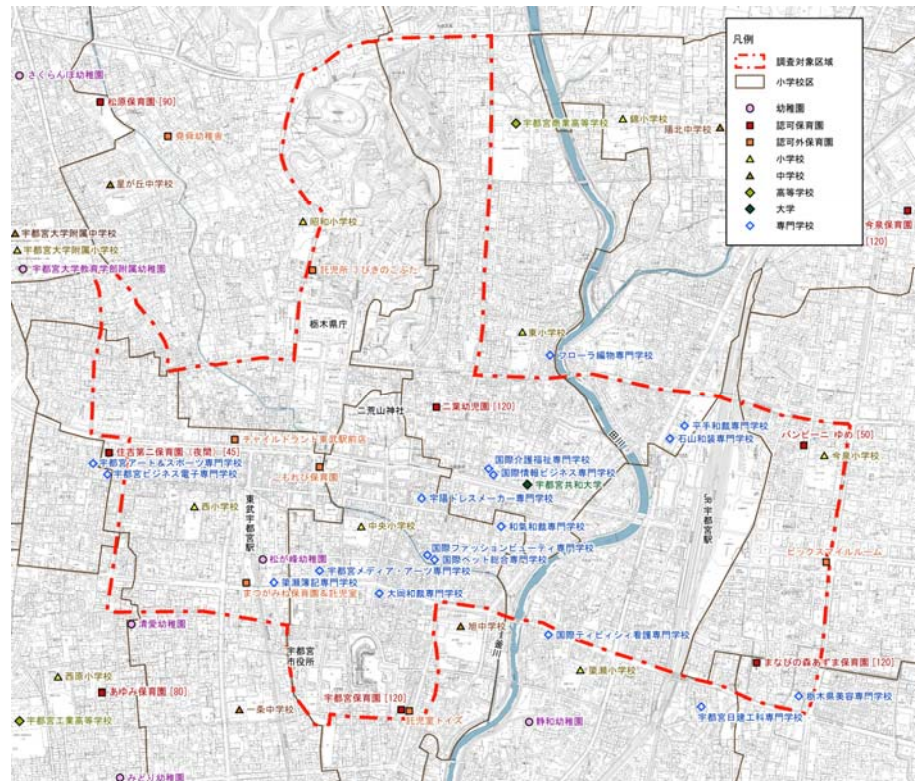 凡例
調査対象区域
小学校区
幼稚園
認可保育園
認可外保育園
小学校
中学校
高等学校
大学
専門学校
さくらんぼ幼稚園
松原保育園 [90]
宇都宮商業高等学校
錦小学校
陽北中学校
星が丘中学校
今泉保育園
[120]
昭和小学校
宇都宮大学附属中学校
宇都宮大学附属小学校
宇都宮大学教育学部附属幼稚園
託児所 3びきのこぶた
栃木県庁
東小学校
フローラ編物専門学校
田川
二荒山神社
二葉幼児園 [120]
平手和裁専門学校
石山和装専門学校
バンビーニ ゆめ [50]
今泉小学校
チャイルドランド東武駅前店
住吉第二保育園（夜間）[45]
宇都宮アート＆スポーツ専門学校
宇都宮ビジネス電子専門学校
こもれび保育園
国際介護福祉専門学校
国際情報ビジネス専門学校
宇都宮共和大学
宇陽ドレスメーカー専門学校
JR宇都宮駅
西小学校
東武宇都宮駅
中央小学校
和氣和裁専門学校
国際ファッションビューティ専門学校
国際ペット総合専門学校
松が峰幼稚園
宇都宮メディア・アーツ専門学校
簗瀬簿記専門学校
まつがみね保育園＆託児室
大岡和裁専門学校
ピックスマイルルーム
清愛幼稚園
旭中学校
国際ティビィシィ看護専門学校
宇都宮
市役所
釜川
簗瀬小学校
まなびの森あずま保育園 [120]
西原小学校
あゆみ保育園 [80]
宇都宮保育園 [120]
託児室トイズ
一条中学校
宇都宮工業高等学校
静和幼稚園
栃木県美容専門学校
宇都宮日建工科専門学校
みどり幼稚園